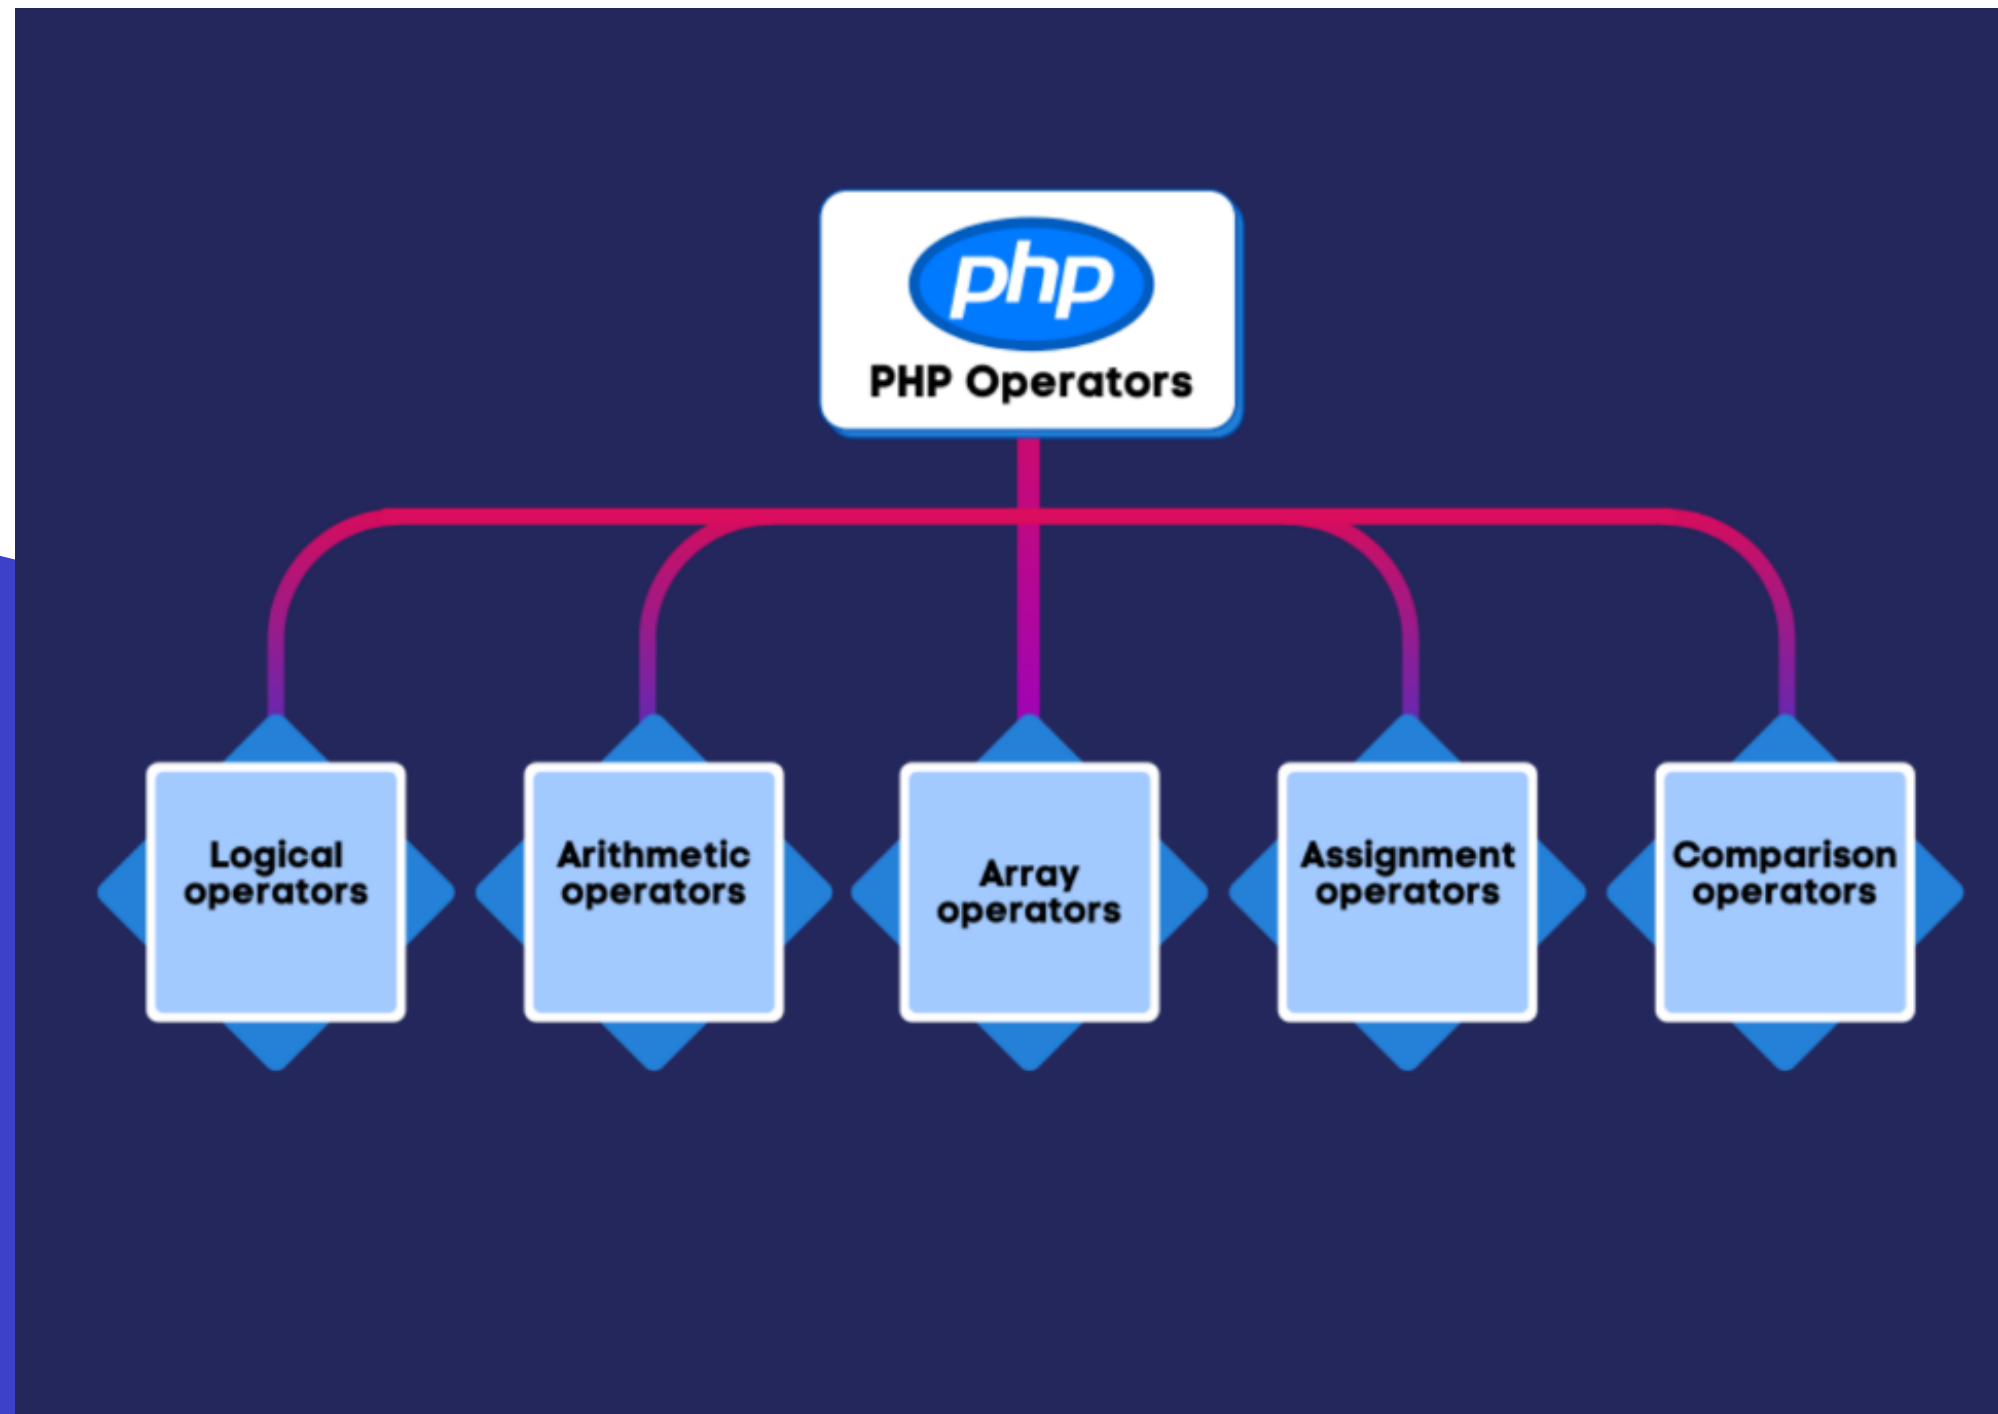 php
PHP Operators
Logical
operators
Arithmetic
operators
Array
operators
Assignment
operators
Comparison
operators